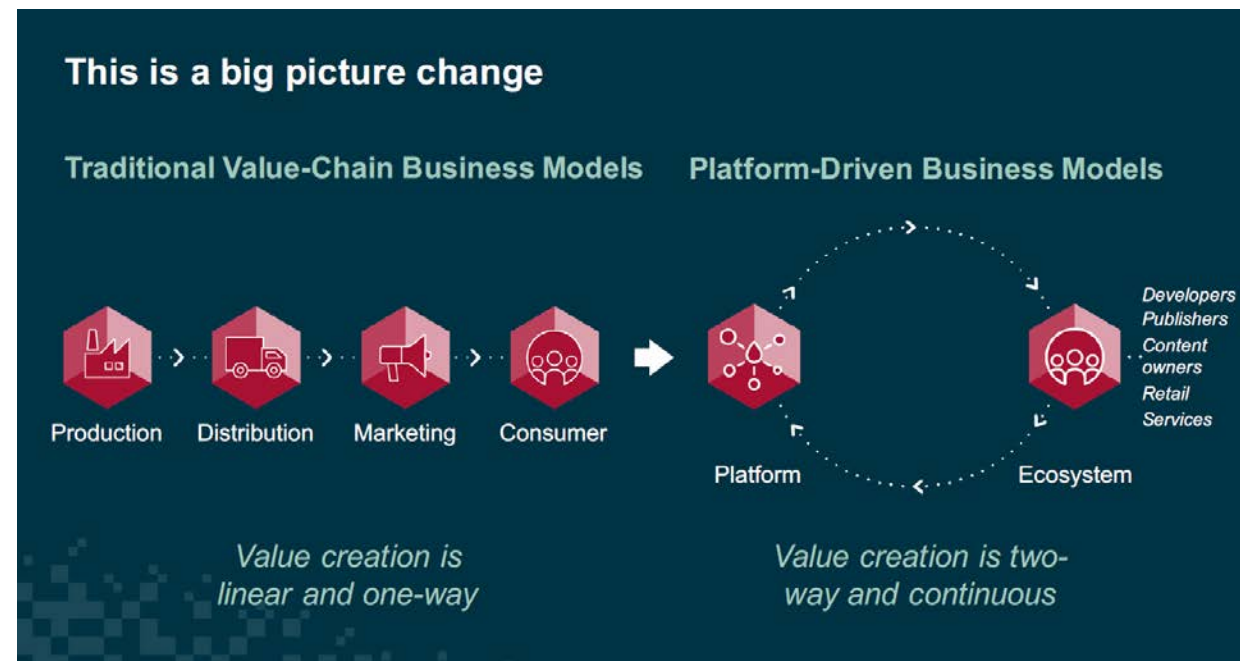 This is a big picture change
Traditional Value-Chain Business Models
Platform-Driven Business Models
Production
Distribution
Marketing
Consumer
Platform
Ecosystem
Developers
Publishers
Content
owners
Retail
Services
Value creation is
linear and one-way
Value creation is two-
way and continuous